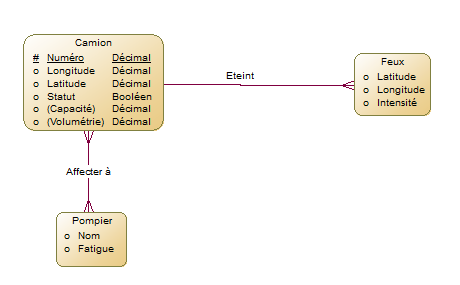 Camion
# Numéro Décimal
o Longitude Décimal
o Latitude Décimal
o Statut Booléen
o (Capacité) Décimal
o (Volumétrie) Décimal
Eteint
Feux
o Latitude
o Longitude
o Intensité
Affecter à
Pompier
o Nom
o Fatigue